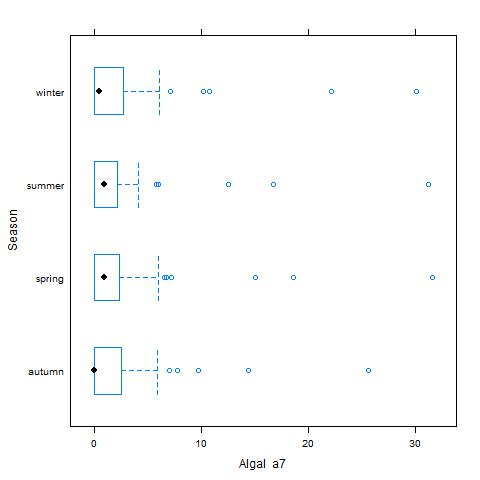 winter
summer
spring
autumn
Season
0 10 20 30
Algal a7